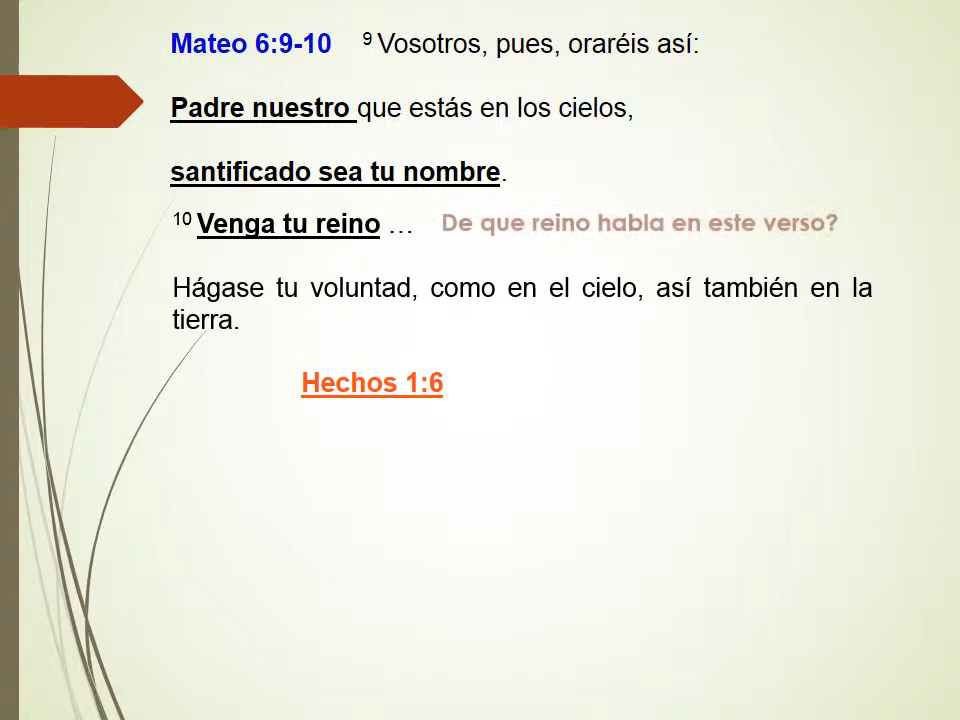 Mateo 6:9-10 9 Vosotros, pues, oraréis así:
Padre nuestro que estás en los cielos,
santificado sea tu nombre.
10 Venga tu reino … De que reino habla en este verso?
Hágase tu voluntad, como en el cielo, así también en la
tierra.
Hechos 1:6